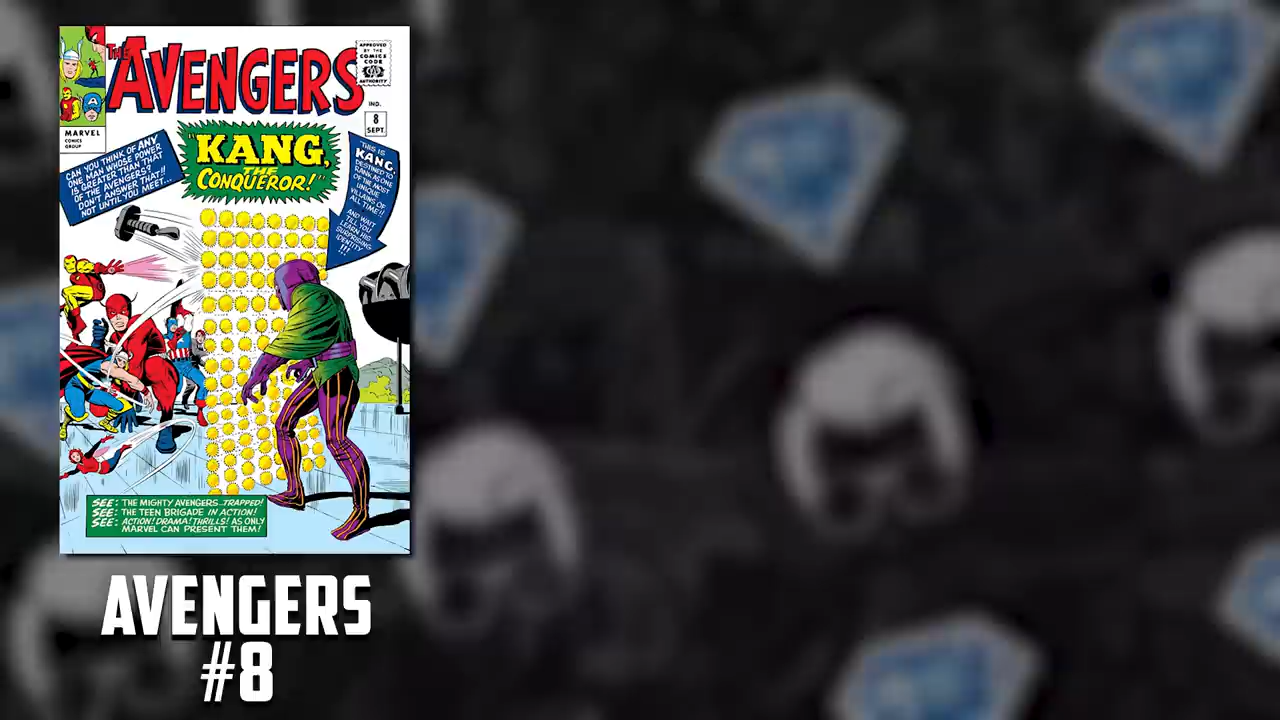 THE
AVENGERS
APPROVED
BY THE
COMICS
CODE
AUTHORITY
IND.
8
SEPT.
MARVEL
COMICS
GROUP
CAN YOU THINK OF ANY
ONE MAN WHOSE POWER
IS GREATER THAN THAT
OF THE AVENGERS?
DON'T ANSWER THAT!!
NOT UNTIL YOU MEET...
"KANG,
THE
CONQUEROR!"
"THIS IS
KANG,
DESTINED TO
RANK AS ONE
OF THE MOST
UNIQUE
VILLAINS OF
ALL TIME!!
AND WAIT
TILL YOU
LEARN HIS
SURPRISING
IDENTITY
!!!
SEE: THE MIGHTY AVENGERS...TRAPPED!
SEE: THE TEEN BRIGADE IN ACTION!
SEE: ACTION! DRAMA! THRILLS! AS ONLY
MARVEL CAN PRESENT THEM!
AVENGERS
#8